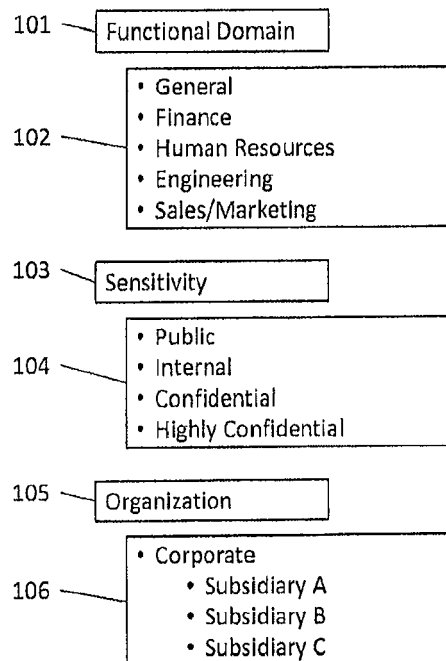 101 Functional Domain
102
• General
• Finance
• Human Resources
• Engineering
• Sales/Marketing
103 Sensitivity
104
• Public
• Internal
• Confidential
• Highly Confidential
105 Organization
106
• Corporate
• Subsidiary A
• Subsidiary B
• Subsidiary C